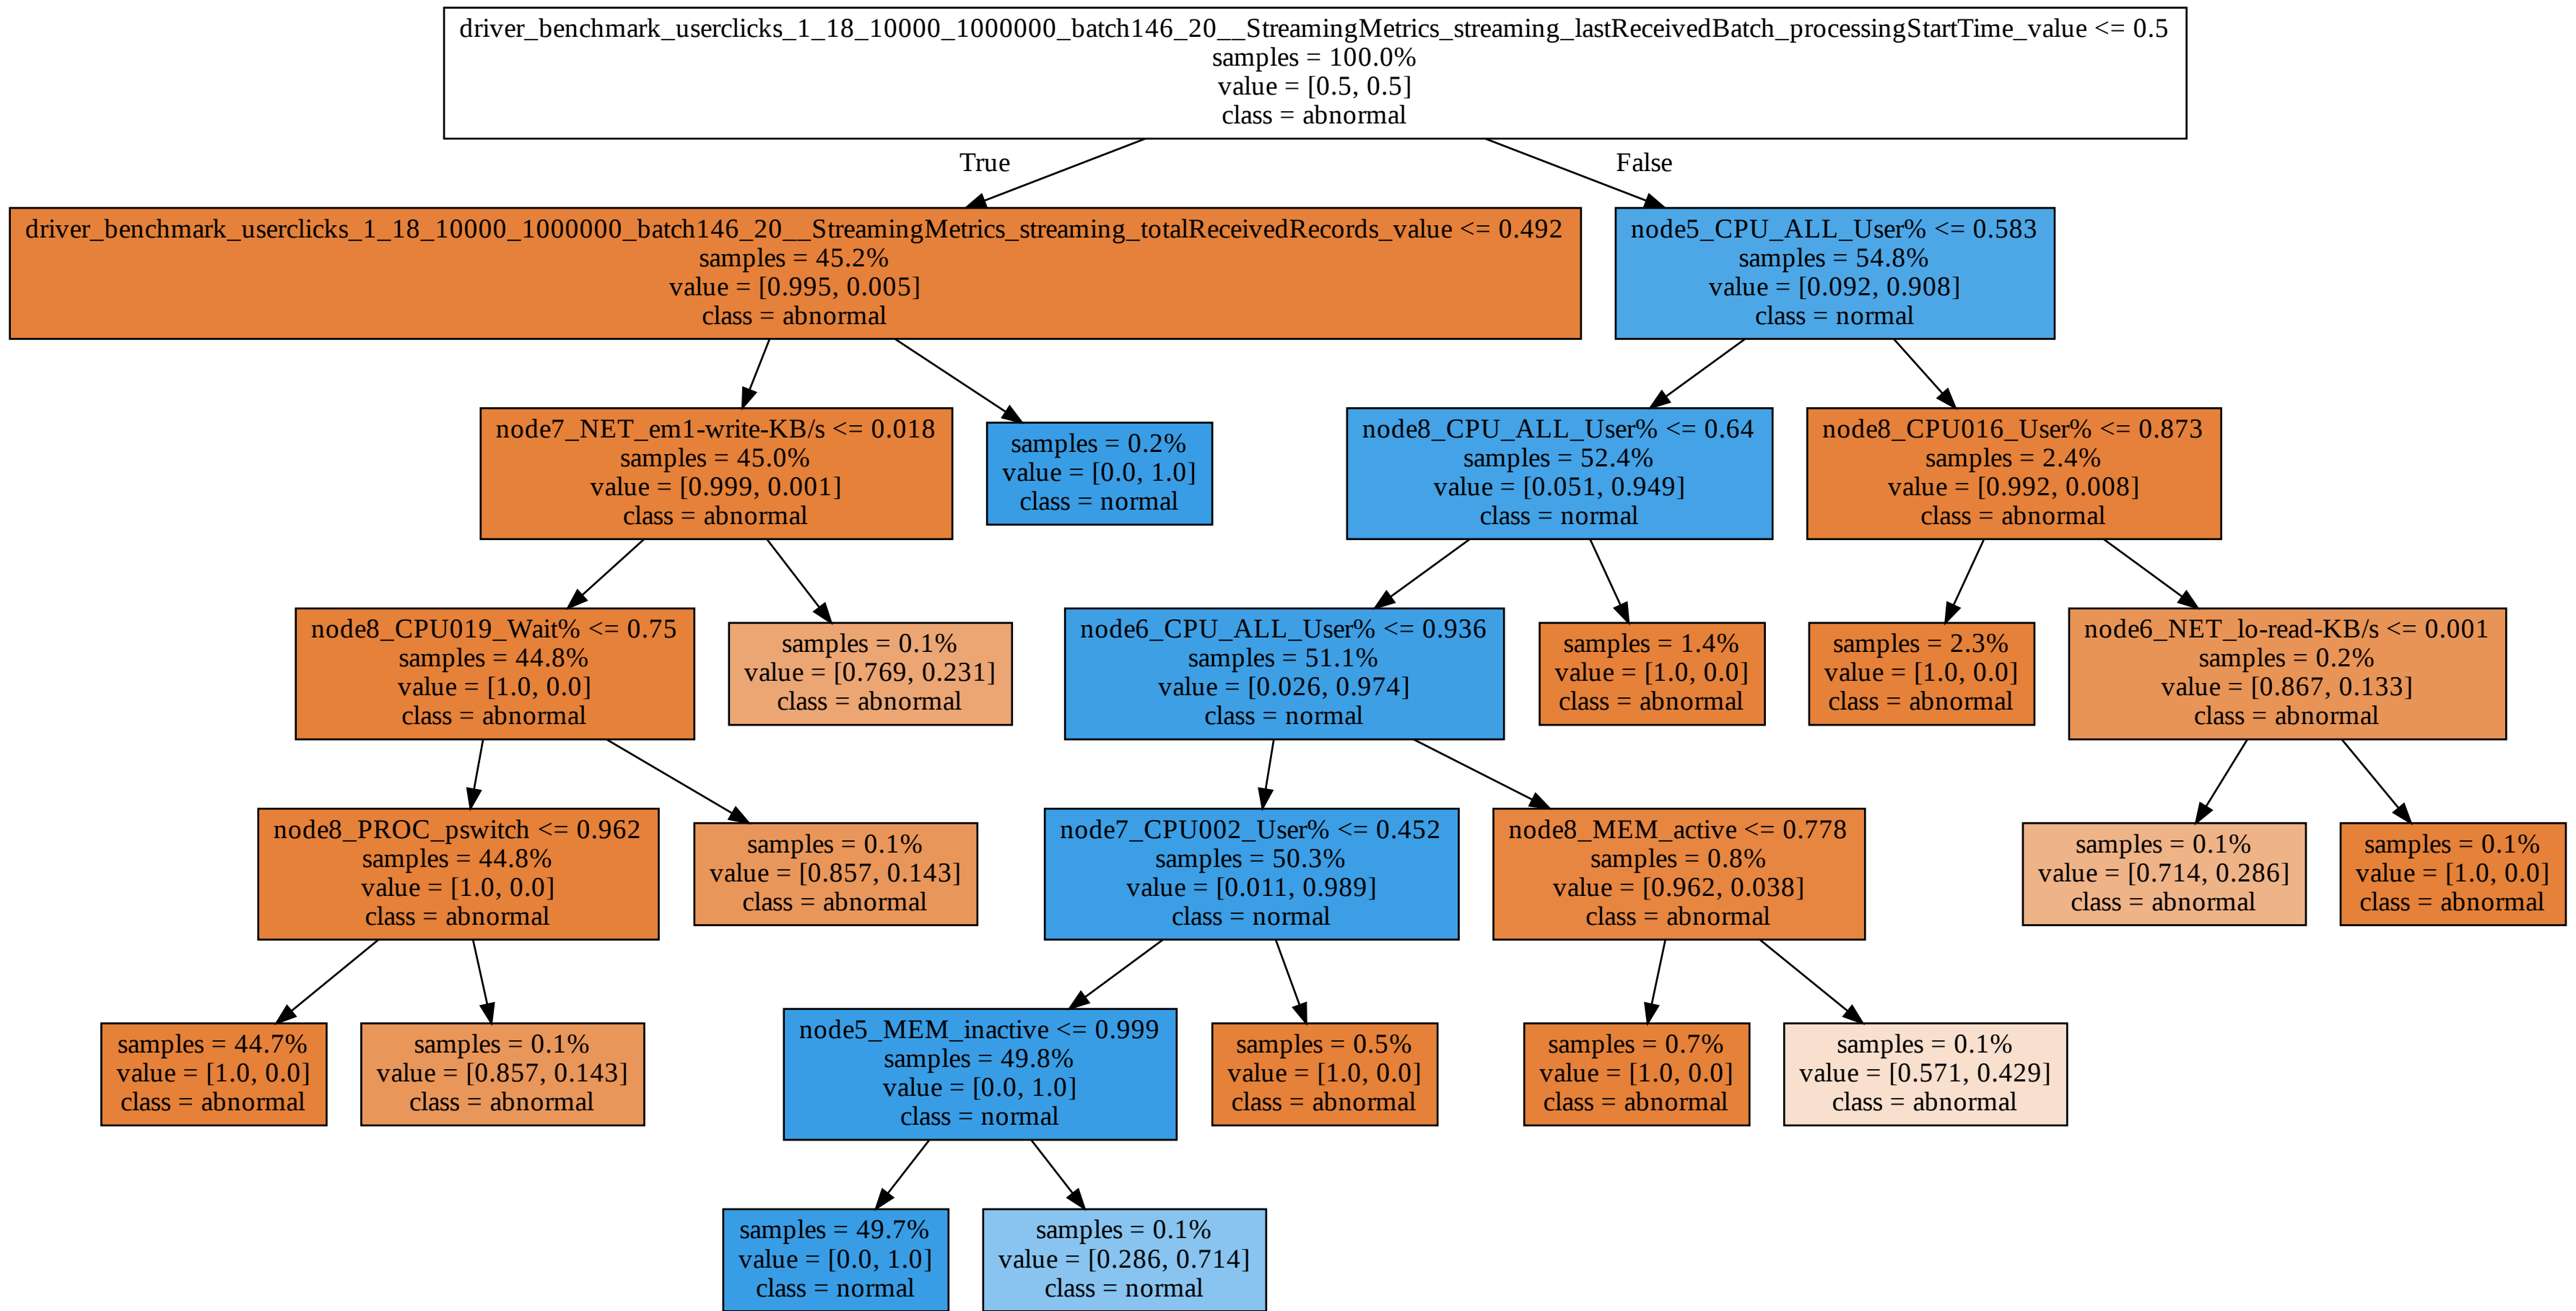 driver_benchmark_userclicks_1_18_10000_1000000_batch146_20__StreamingMetrics_streaming_lastReceivedBatch_processingStartTime_value <= 0.5
samples = 100.0%
value = [0.5, 0.5]
class = abnormal
True
False
driver_benchmark_userclicks_1_18_10000_1000000_batch146_20__StreamingMetrics_streaming_totalReceivedRecords_value <= 0.492
samples = 45.2%
value = [0.995, 0.005]
class = abnormal
node5_CPU_ALL_User% <= 0.583
samples = 54.8%
value = [0.092, 0.908]
class = normal
node7_NET_em1-write-KB/s <= 0.018
samples = 45.0%
value = [0.999, 0.001]
class = abnormal
samples = 0.2%
value = [0.0, 1.0]
class = normal
node8_CPU_ALL_User% <= 0.64
samples = 52.4%
value = [0.051, 0.949]
class = normal
node8_CPU016_User% <= 0.873
samples = 2.4%
value = [0.992, 0.008]
class = abnormal
node8_CPU019_Wait% <= 0.75
samples = 44.8%
value = [1.0, 0.0]
class = abnormal
samples = 0.1%
value = [0.769, 0.231]
class = abnormal
node6_CPU_ALL_User% <= 0.936
samples = 51.1%
value = [0.026, 0.974]
class = normal
samples = 1.4%
value = [1.0, 0.0]
class = abnormal
samples = 2.3%
value = [1.0, 0.0]
class = abnormal
node6_NET_lo-read-KB/s <= 0.001
samples = 0.2%
value = [0.867, 0.133]
class = abnormal
node8_PROC_pswitch <= 0.962
samples = 44.8%
value = [1.0, 0.0]
class = abnormal
samples = 0.1%
value = [0.857, 0.143]
class = abnormal
node7_CPU002_User% <= 0.452
samples = 50.3%
value = [0.011, 0.989]
class = normal
node8_MEM_active <= 0.778
samples = 0.8%
value = [0.962, 0.038]
class = abnormal
samples = 0.1%
value = [0.714, 0.286]
class = abnormal
samples = 0.1%
value = [1.0, 0.0]
class = abnormal
samples = 44.7%
value = [1.0, 0.0]
class = abnormal
samples = 0.1%
value = [0.857, 0.143]
class = abnormal
node5_MEM_inactive <= 0.999
samples = 49.8%
value = [0.0, 1.0]
class = normal
samples = 0.5%
value = [1.0, 0.0]
class = abnormal
samples = 0.7%
value = [1.0, 0.0]
class = abnormal
samples = 0.1%
value = [0.571, 0.429]
class = abnormal
samples = 49.7%
value = [0.0, 1.0]
class = normal
samples = 0.1%
value = [0.286, 0.714]
class = normal